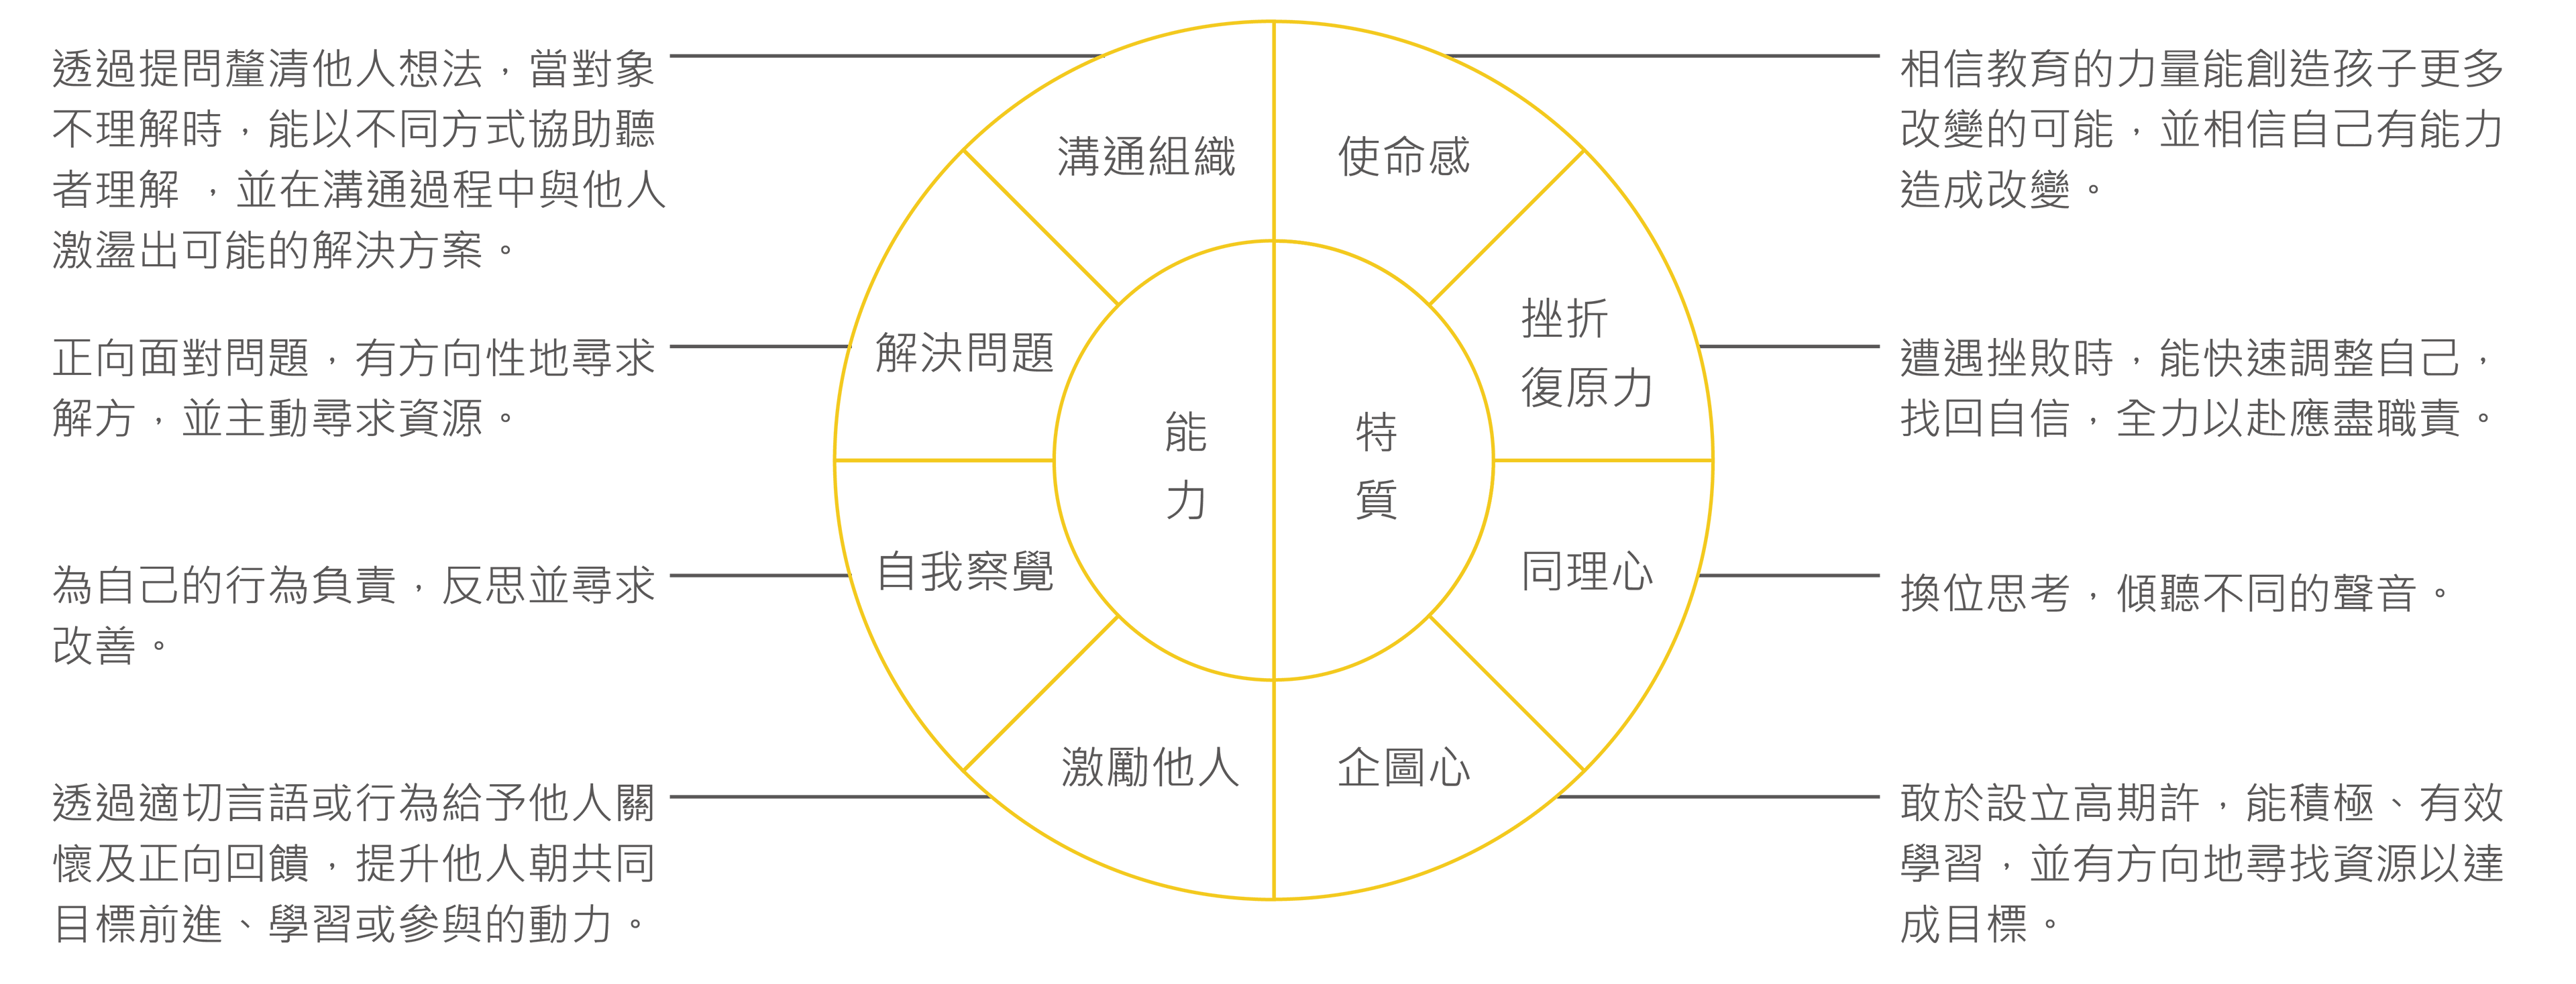 透過提問釐清他人想法，當對象
不理解時，能以不同方式協助聽
者理解 ，並在溝通過程中與他人
激盪出可能的解決方案。
正向面對問題，有方向性地尋求
解方，並主動尋求資源。
為自己的行為負責，反思並尋求
改善。
透過適切言語或行為給予他人關
懷及正向回饋，提升他人朝共同
目標前進、學習或參與的動力。
溝通組織
使命感
解決問題
挫折
復原力
能
力
特
質
自我察覺
同理心
激勵他人
企圖心
相信教育的力量能創造孩子更多
改變的可能，並相信自己有能力
造成改變。
遭遇挫敗時，能快速調整自己，
找回自信，全力以赴應盡職責。
換位思考，傾聽不同的聲音。
敢於設立高期許，能積極、有效
學習，並有方向地尋找資源以達
成目標。